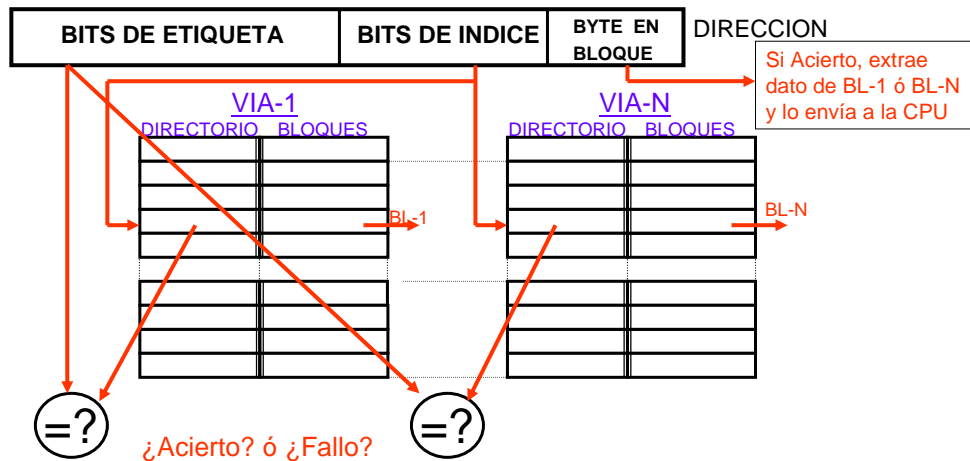 BITS DE ETIQUETA
BITS DE INDICE
BYTE EN
BLOQUE
DIRECCION
Si Acierto, extrae
dato de BL-1 ó BL-N
y lo envía a la CPU
VIA-1
VIA-N
DIRECTORIO
BLOQUES
DIRECTORIO
BLOQUES
BL-1
BL-N
=?
=?
¿Acierto? ó ¿Fallo?